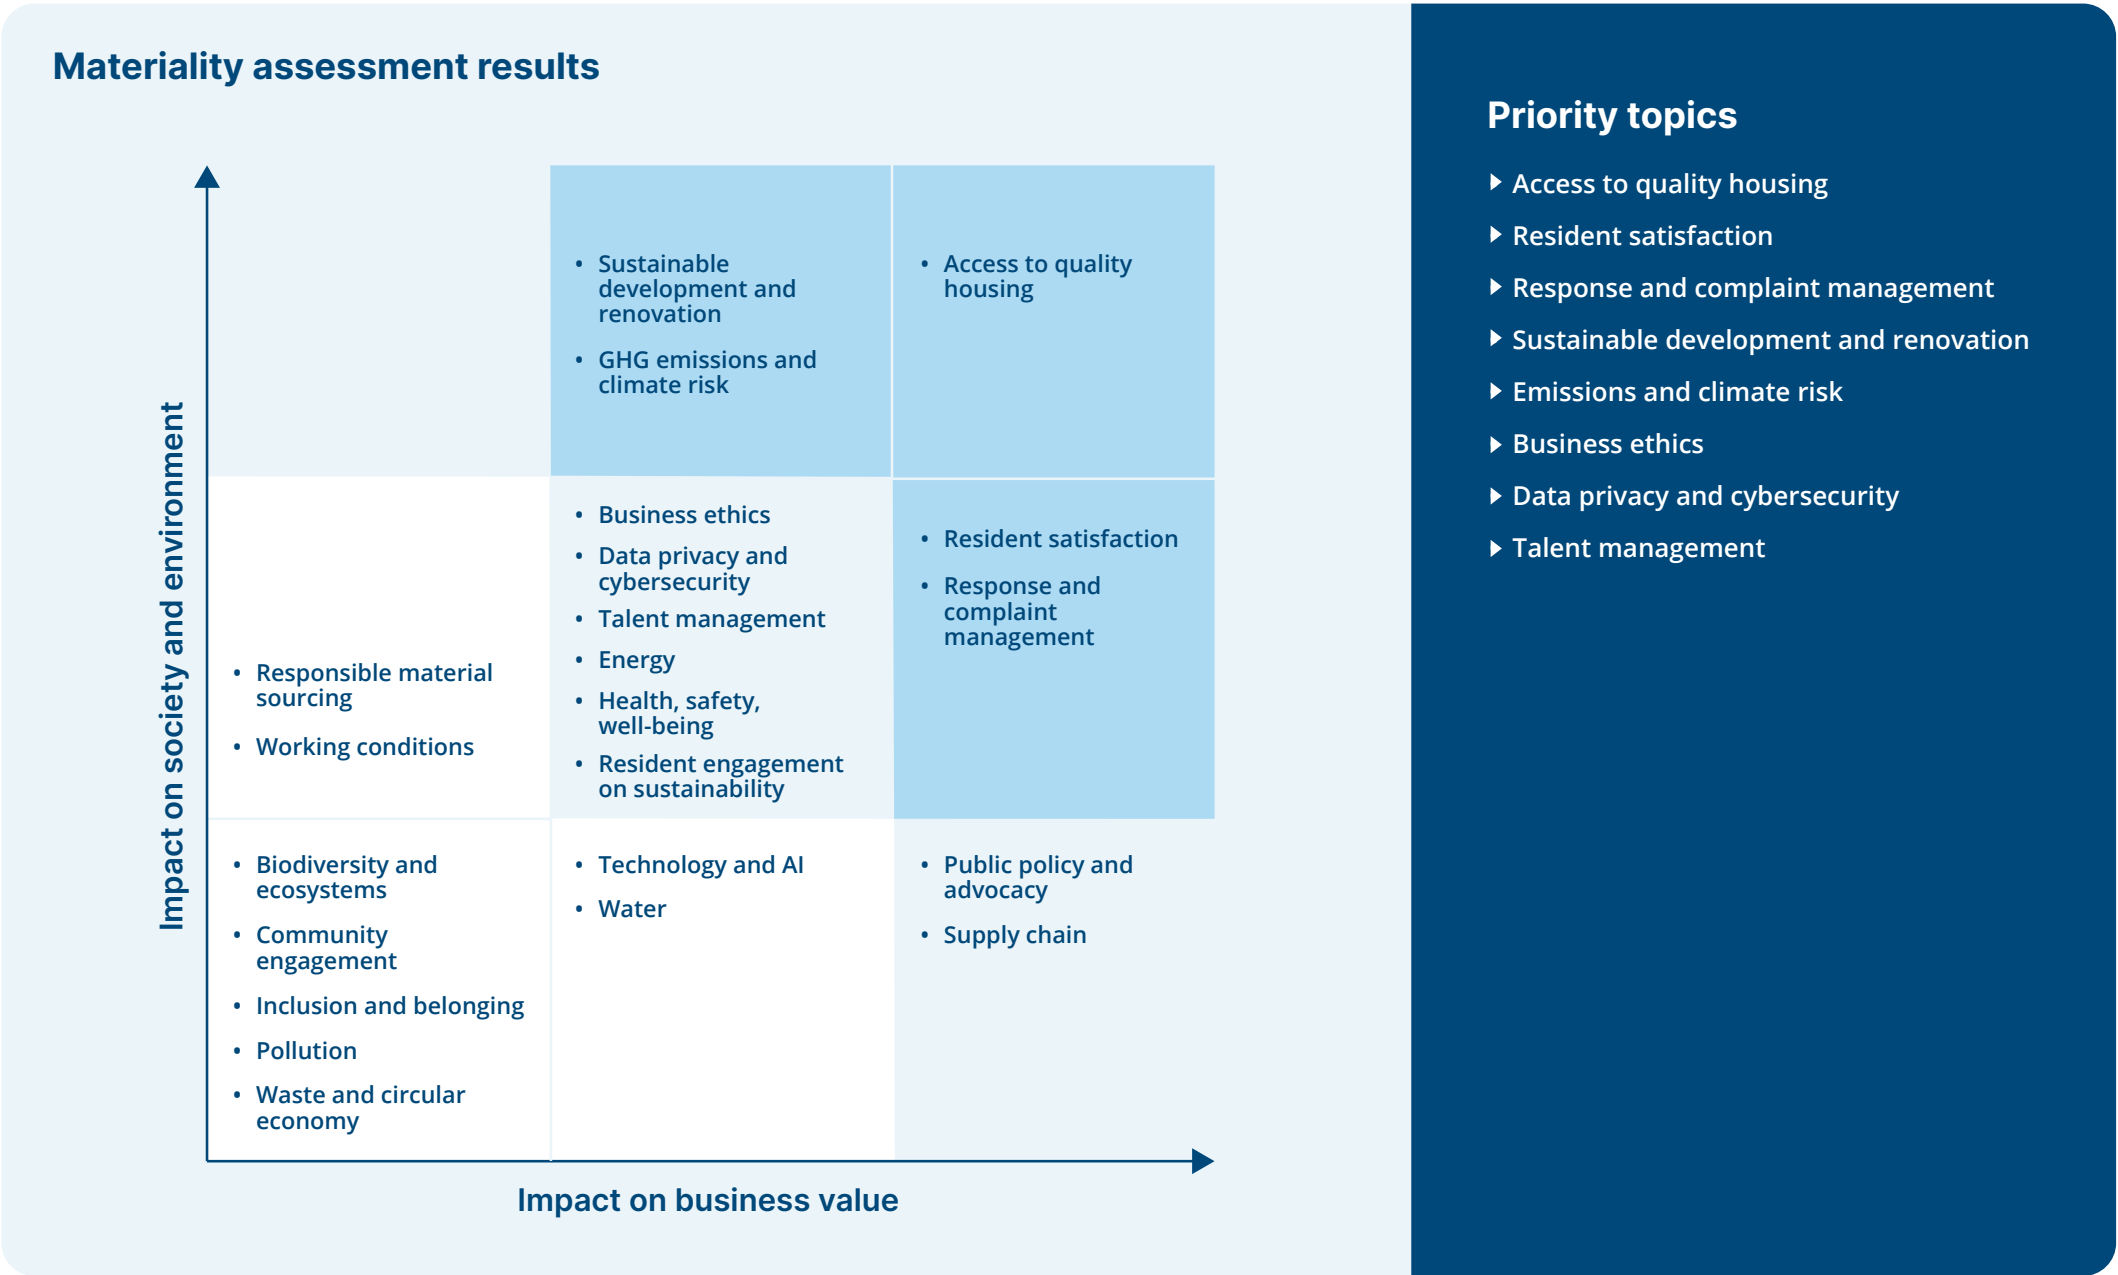 Materiality assessment results
Impact on society and environment
• Sustainable
development and
renovation
• GHG emissions and
climate risk
• Access to quality
housing
• Responsible material
sourcing
• Working conditions
• Business ethics
• Data privacy and
cybersecurity
• Talent management
• Energy
• Health, safety,
well-being
• Resident engagement
on sustainability
• Resident satisfaction
• Response and
complaint
management
• Biodiversity and
ecosystems
• Community
engagement
• Inclusion and belonging
• Pollution
• Waste and circular
economy
• Technology and AI
• Water
• Public policy and
advocacy
• Supply chain
Impact on business value
Priority topics
Access to quality housing
Resident satisfaction
Response and complaint management
Sustainable development and renovation
Emissions and climate risk
Business ethics
Data privacy and cybersecurity
Talent management